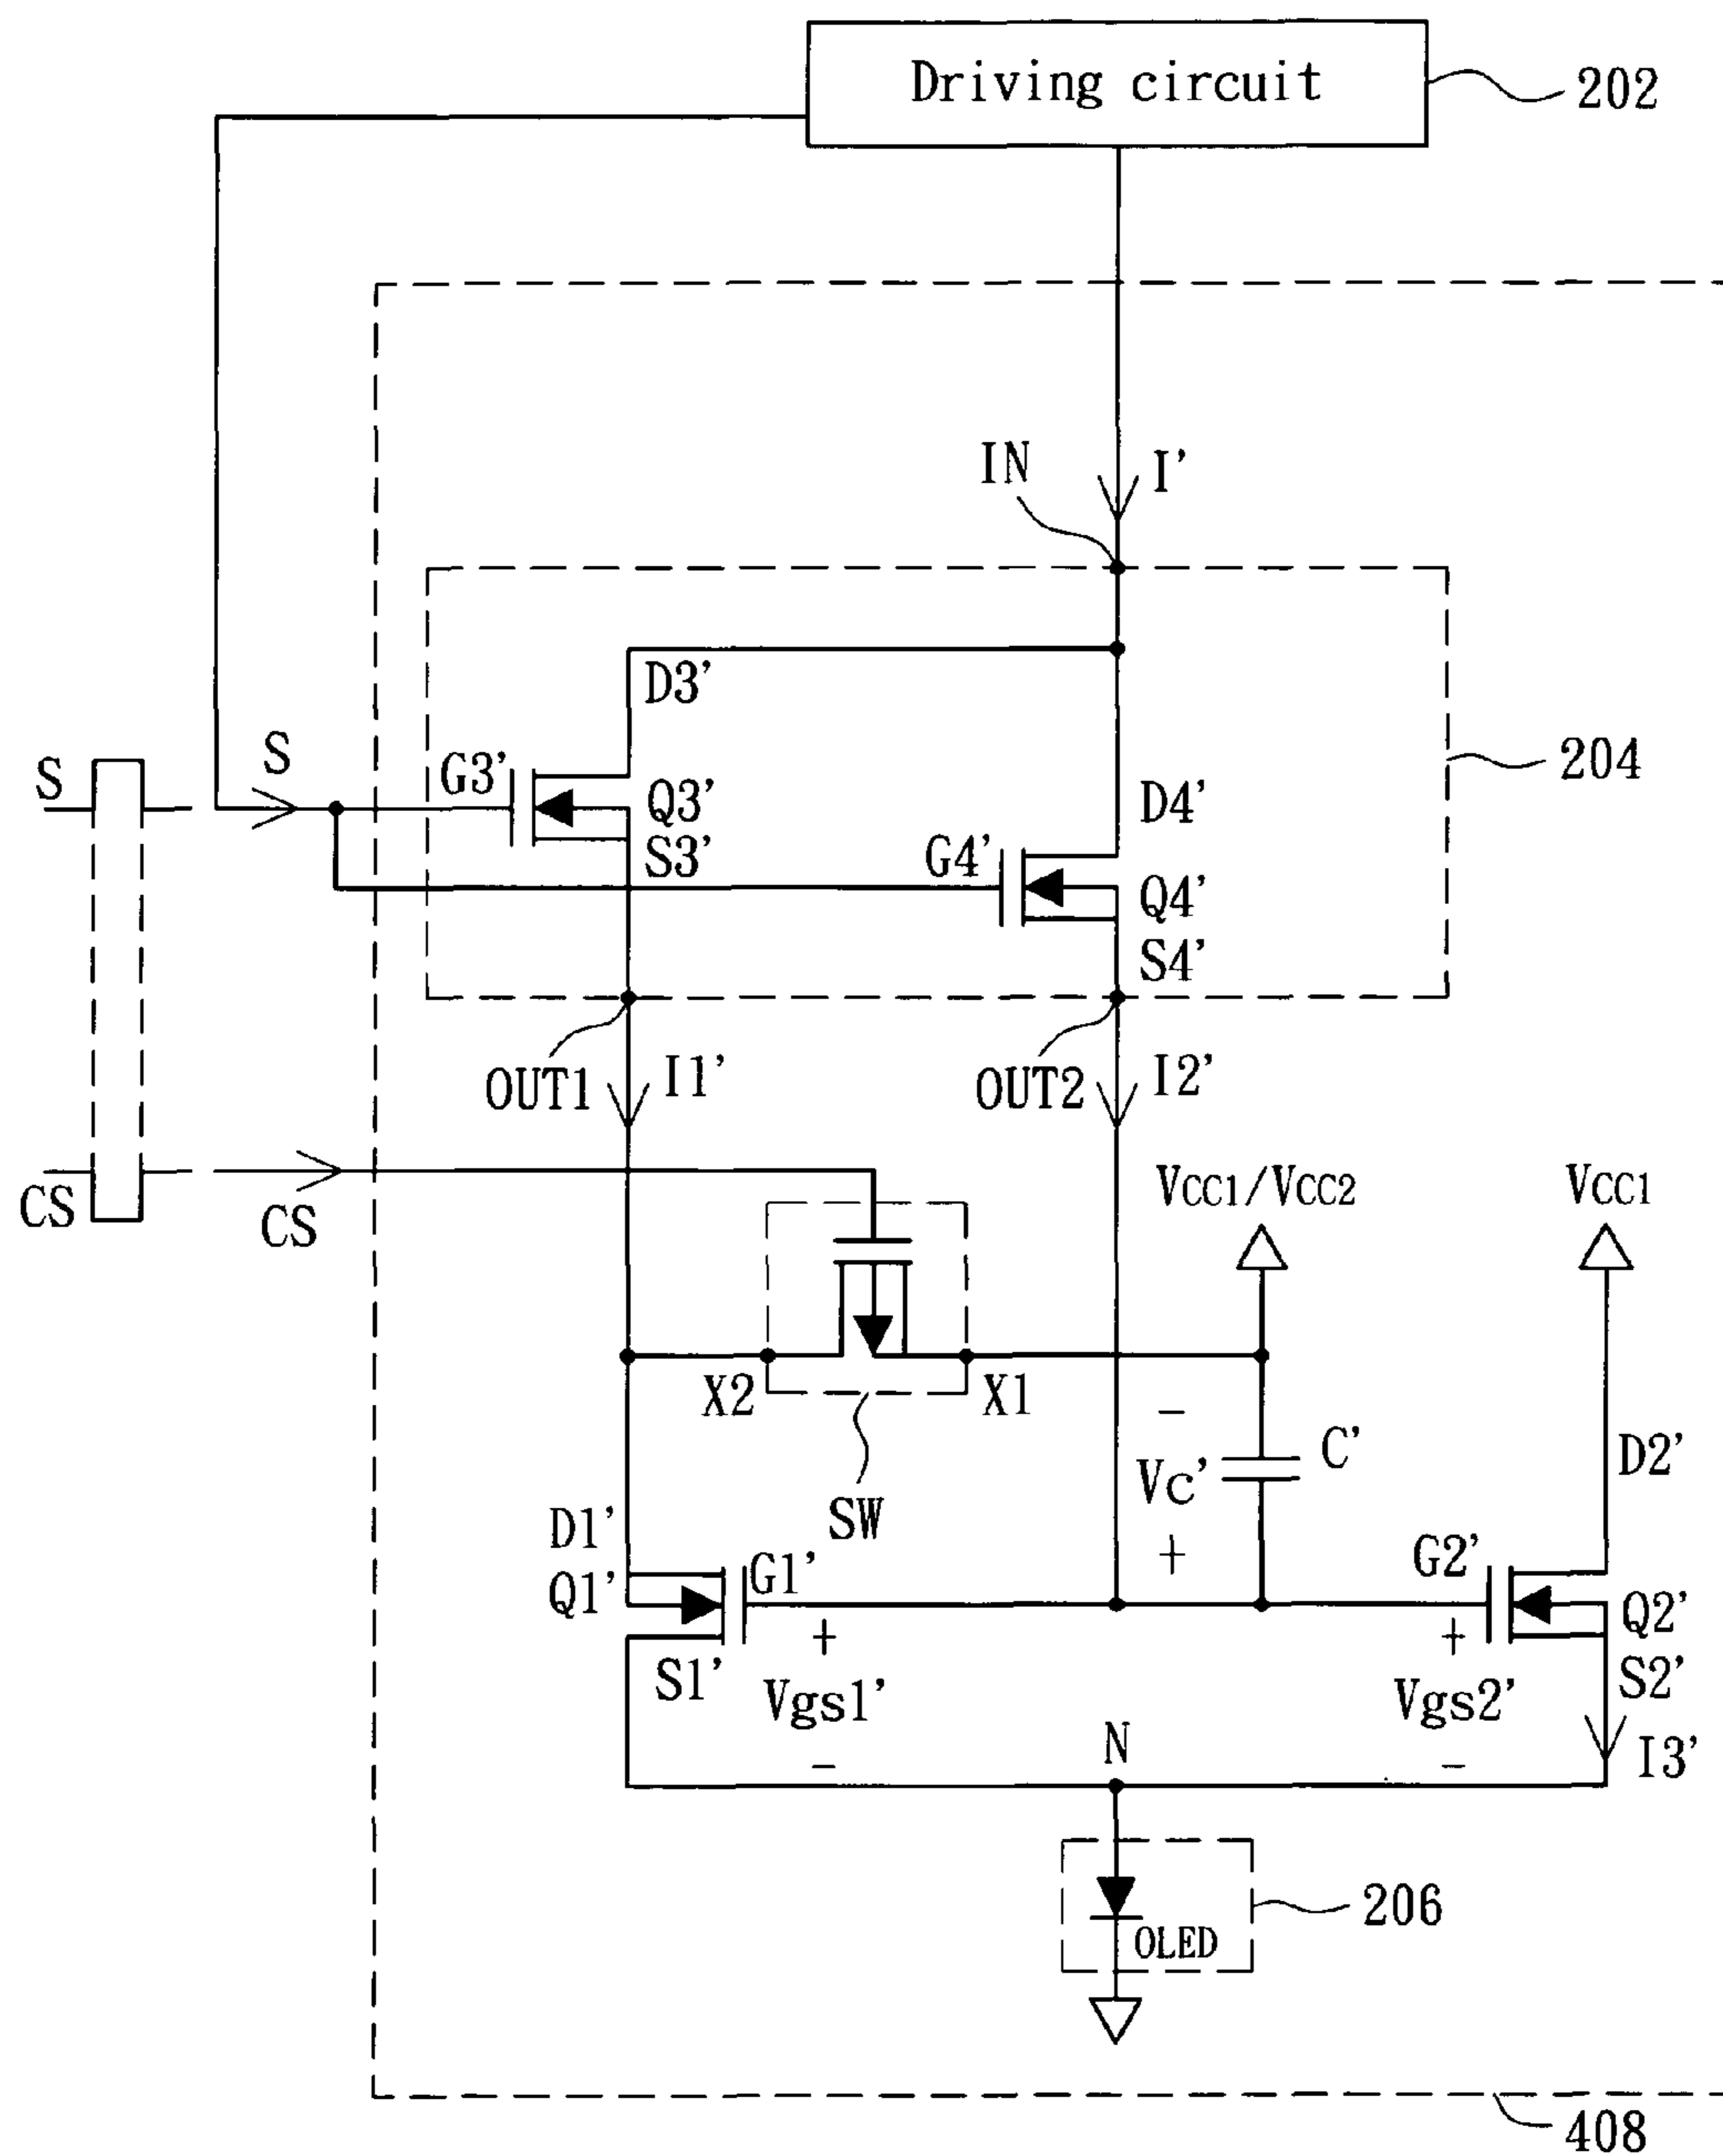 Driving circuit
202
IN
I'
D3'
S
S
G3'
Q3'
S3'
D4'
204
G4'
Q4'
S4'
OUT1
I1'
OUT2
I2'
CS
CS
VCC1/VCC2
VCC1
X2
X1
SW
-
VC'
+
C'
D2'
D1'
Q1'
G1'
S1'
+
Vgs1'
-
G2'
Q2'
S2'
+
Vgs2'
-
I3'
N
OLED
206
408